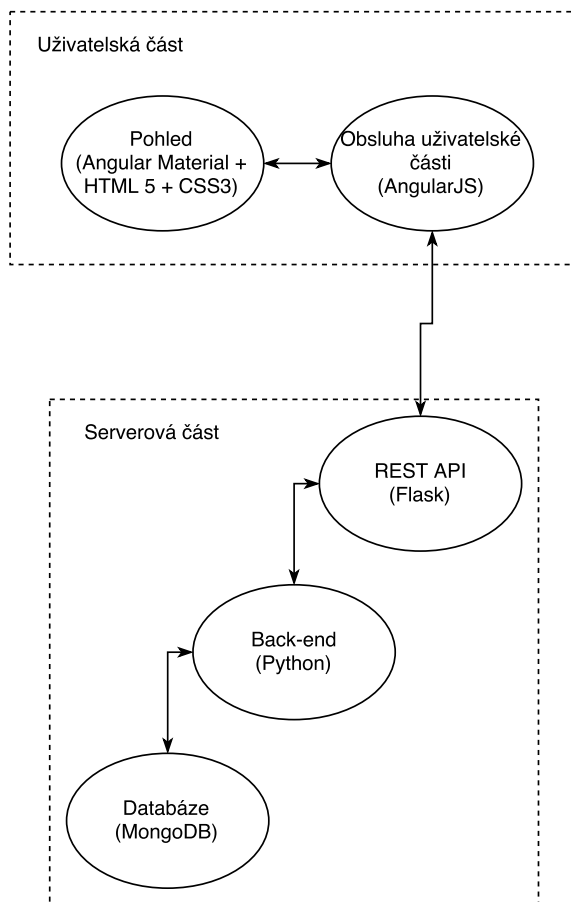 Uživatelská část
Pohled
(Angular Material +
HTML 5 + CSS3)
Obsluha uživatelské
části
(AngularJS)
Serverová část
REST API
(Flask)
Back-end
(Python)
Databáze
(MongoDB)